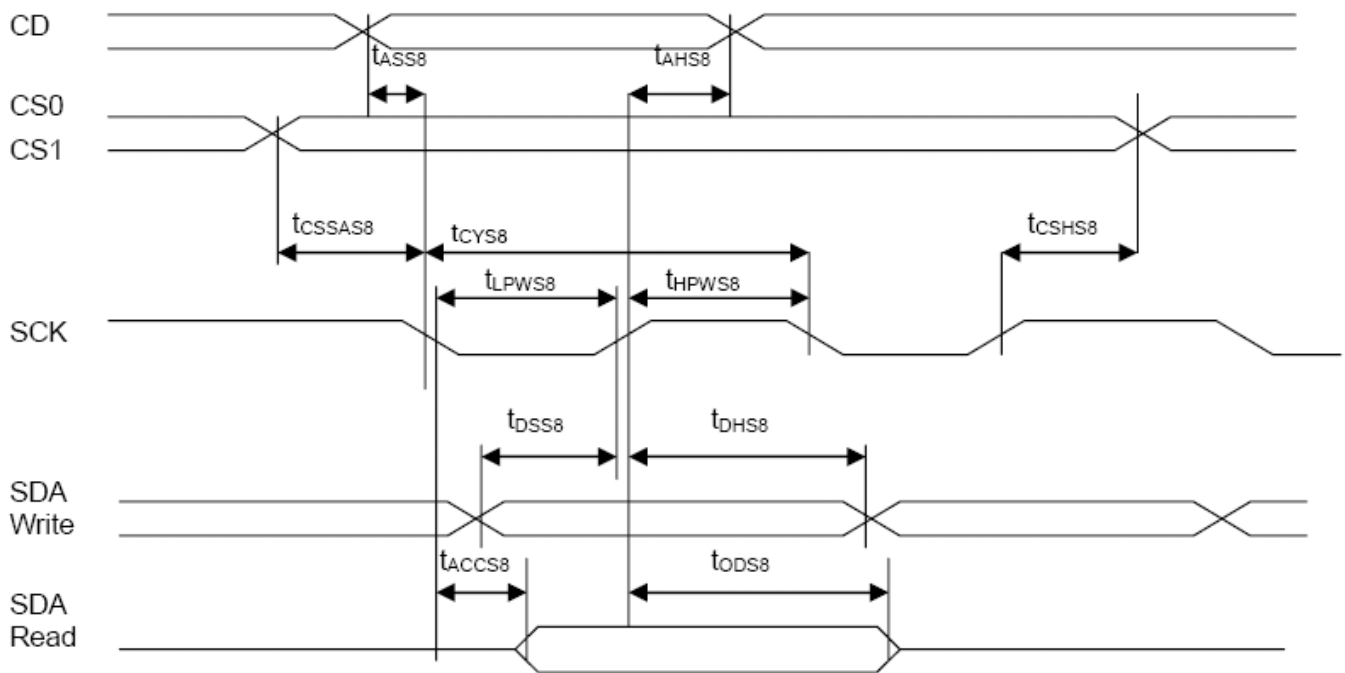 CD
tASS8
tAHS8
CS0
CS1
tCSSAS8
tCYS8
tCSHS8
tLPWS8
tHPWS8
SCK
tDSS8
tDHS8
SDA
Write
tACCS8
tODS8
SDA
Read